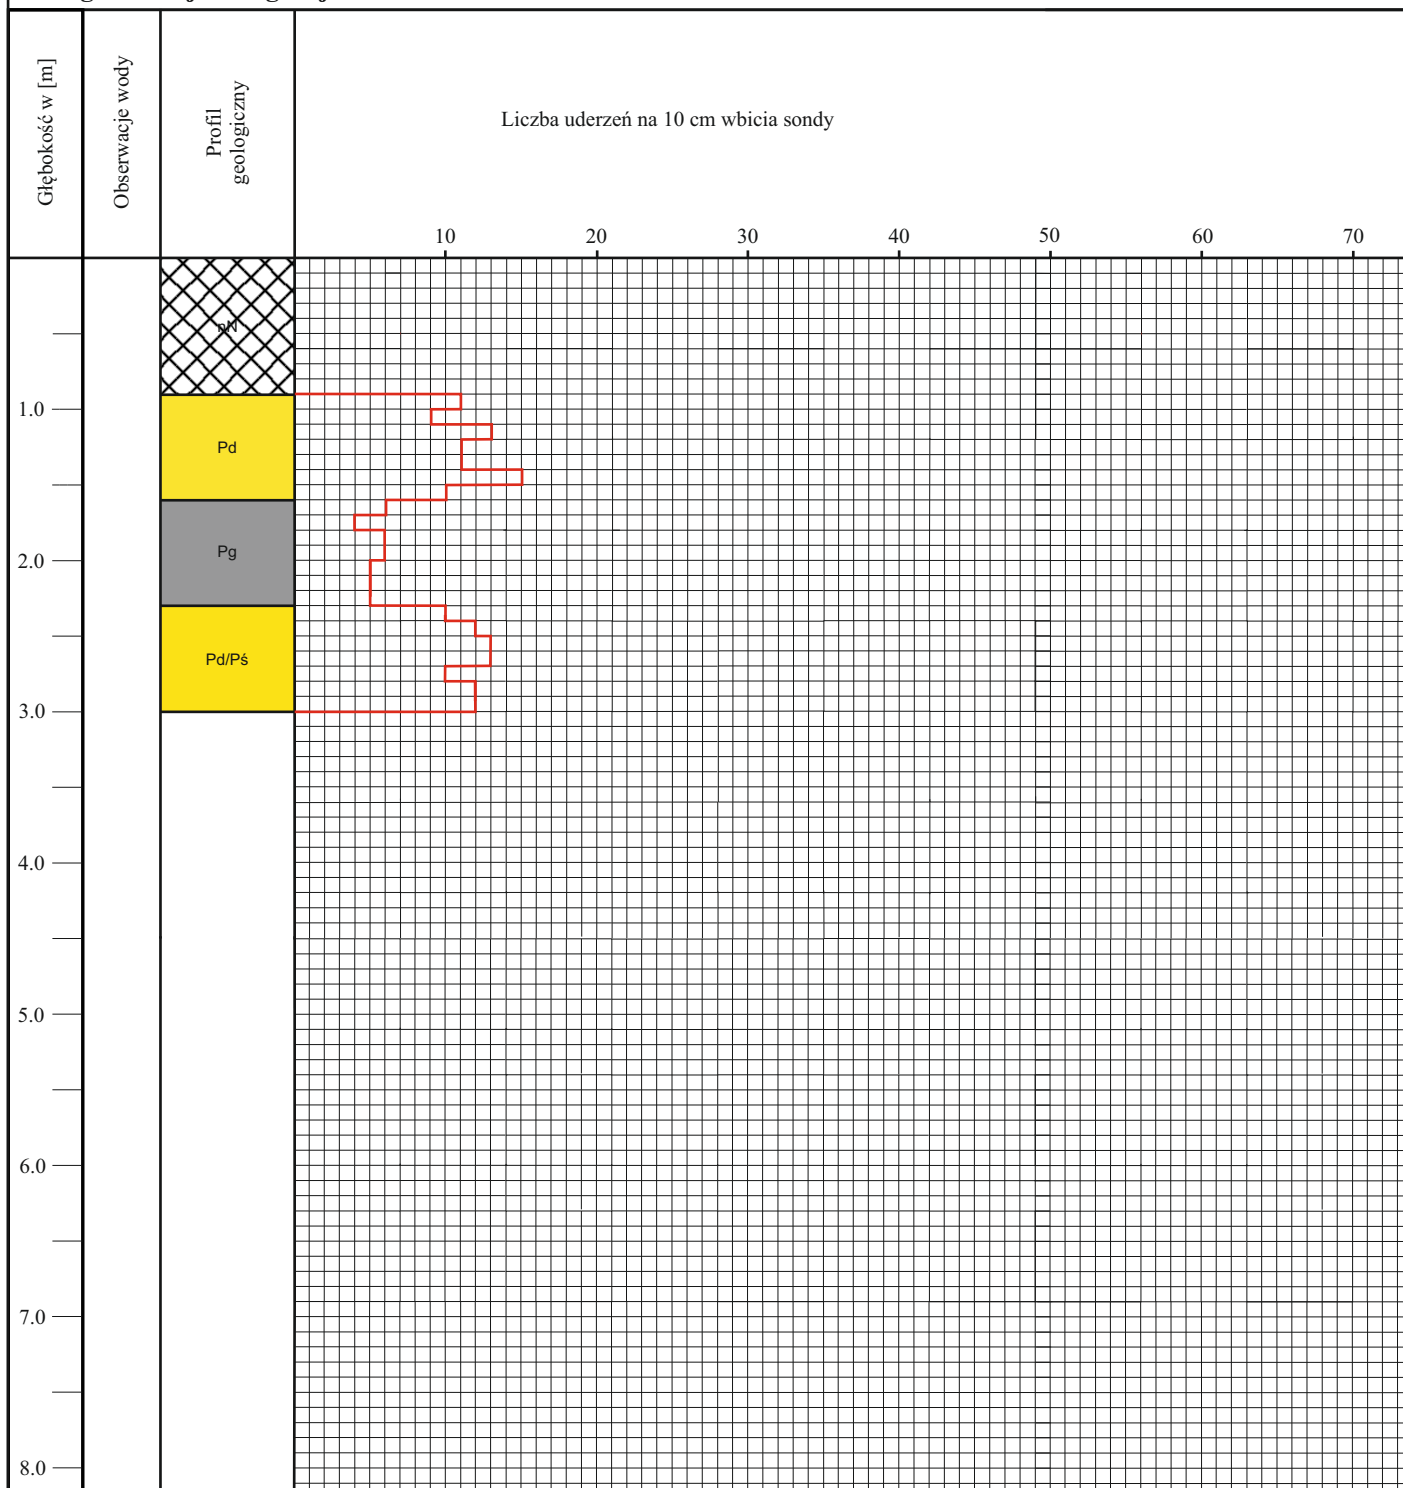 Głębokość w [m]
Obserwacje wody
Profil
geologiczny
Liczba uderzeń na 10 cm wbicia sondy
10 20 30 40 50 60 70
nN
1.0
Pd
Pg
2.0
Pd/Pś
3.0
4.0
5.0
6.0
7.0
8.0